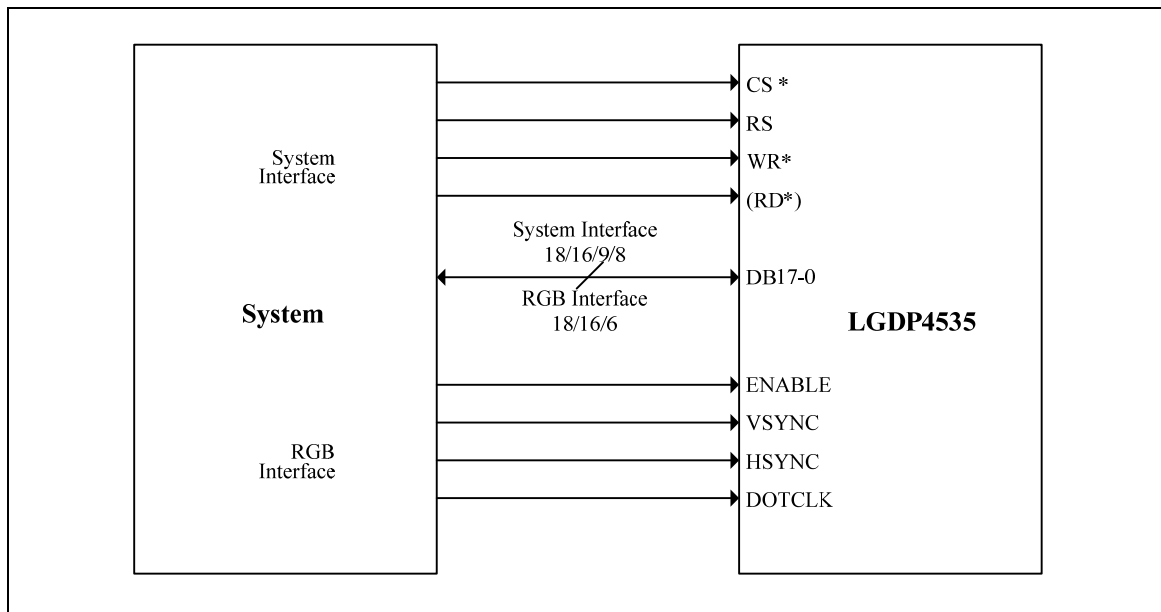 CS *
RS
System
Interface
WR*
(RD*)
System Interface
18/16/9/8
DB17-0
RGB Interface
18/16/6
System
LGDP4535
ENABLE
VSYNC
RGB
Interface
HSYNC
DOTCLK